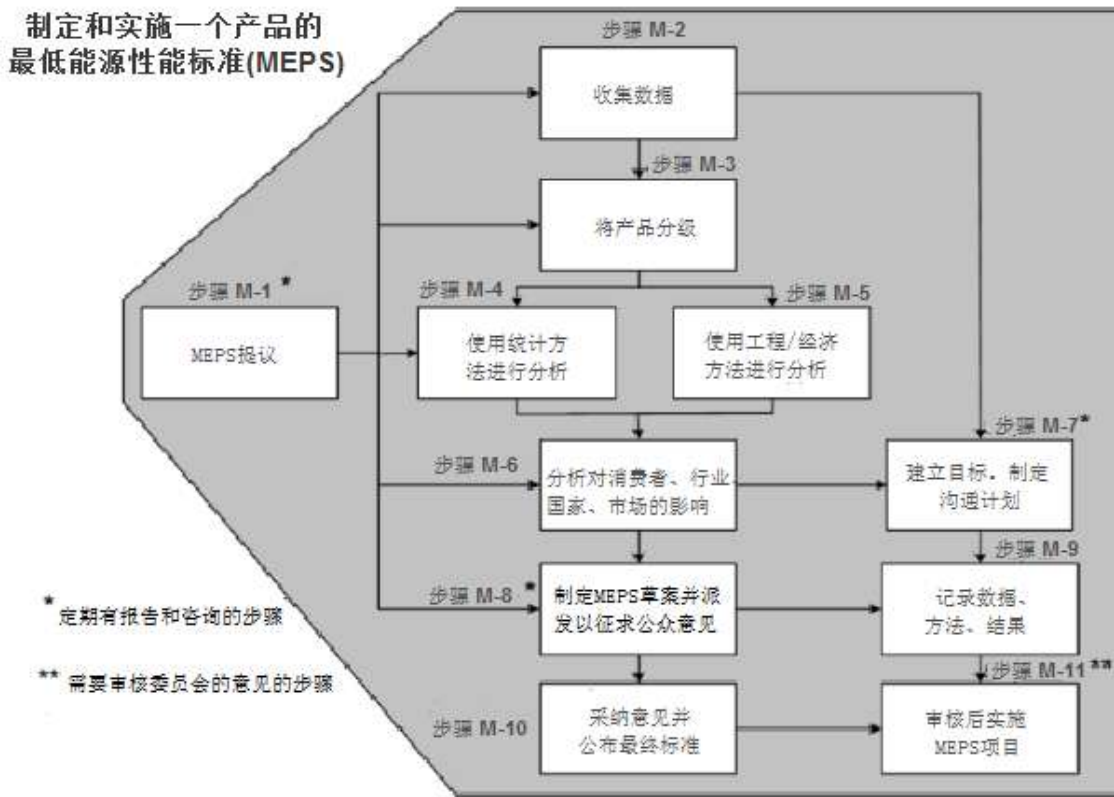 制定和实施一个产品的
最低能源性能标准(MEPS)
步骤 M-2
收集数据
步骤 M-3
将产品分级
步骤 M-1 *
MEPS提议
步骤 M-4
使用统计方
法进行分析
步骤 M-5
使用工程/经济
方法进行分析
步骤 M-6
分析对消费者、行业、
国家、市场的影响
步骤 M-7*
建立目标。制定
沟通计划
步骤 M-8 *
制定MEPS草案并派
发以征求公众意见
步骤 M-9
记录数据、
方法、结果
* 定期有报告和咨询的步骤
** 需要审核委员会的意见的步骤
步骤 M-10
采纳意见并
公布最终标准
步骤 M-11**
审核后实施
MEPS项目